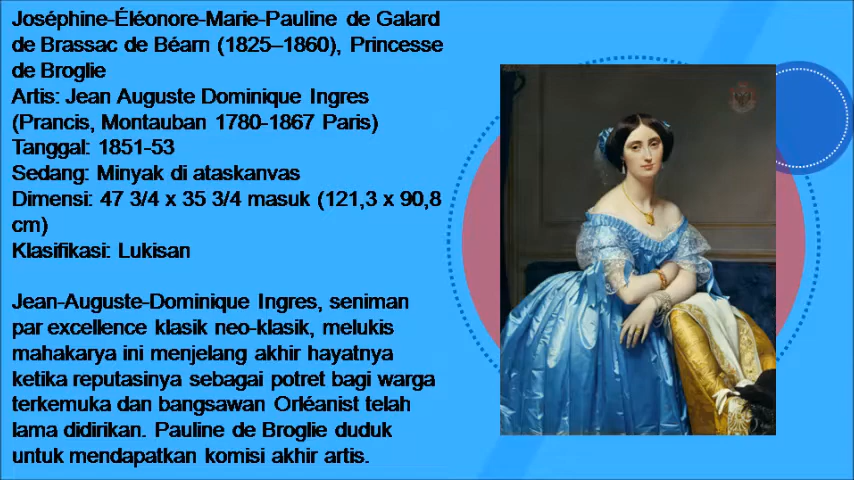 Joséphine-Éléonore-Marie-Pauline de Galard
de Brassac de Béarn (1825–1860), Princesse
de Broglie
Artis: Jean Auguste Dominique Ingres
(Prancis, Montauban 1780-1867 Paris)
Tanggal: 1851-53
Sedang: Minyak di ataskanvas
Dimensi: 47 3/4 x 35 3/4 masuk (121,3 x 90,8
cm)
Klasifikasi: Lukisan
Jean-Auguste-Dominique Ingres, seniman
par excellence klasik neo-klasik, melukis
mahakarya ini menjelang akhir hayatnya
ketika reputasinya sebagai potret bagi warga
terkemuka dan bangsawan Orléanist telah
lama didirikan. Pauline de Broglie duduk
untuk mendapatkan komisi akhir artis.